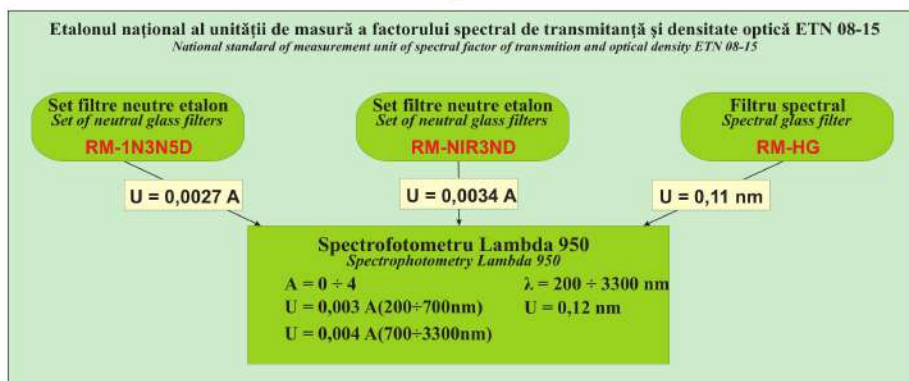 Etalonul naţional al unităţii de masură a factorului spectral de transmitanţă şi densitate optică ETN 08-15
National standard of measurement unit of spectral factor of transmition and optical density ETN 08-15
Set filtre neutre etalon
Set of neutral glass filters
RM-1N3N5D
Set filtre neutre etalon
Set of neutral glass filters
RM-NIR3ND
Filtru spectral
Spectral glass filter
RM-HG
U = 0,0027 A
U = 0,0034 A
U = 0,11 nm
Spectrofotometru Lambda 950
Spectrophotometry Lambda 950
A = 0 ÷ 4
λ = 200 ÷ 3300 nm
U = 0,003 A(200÷700nm)
U = 0,12 nm
U = 0,004 A(700÷3300nm)